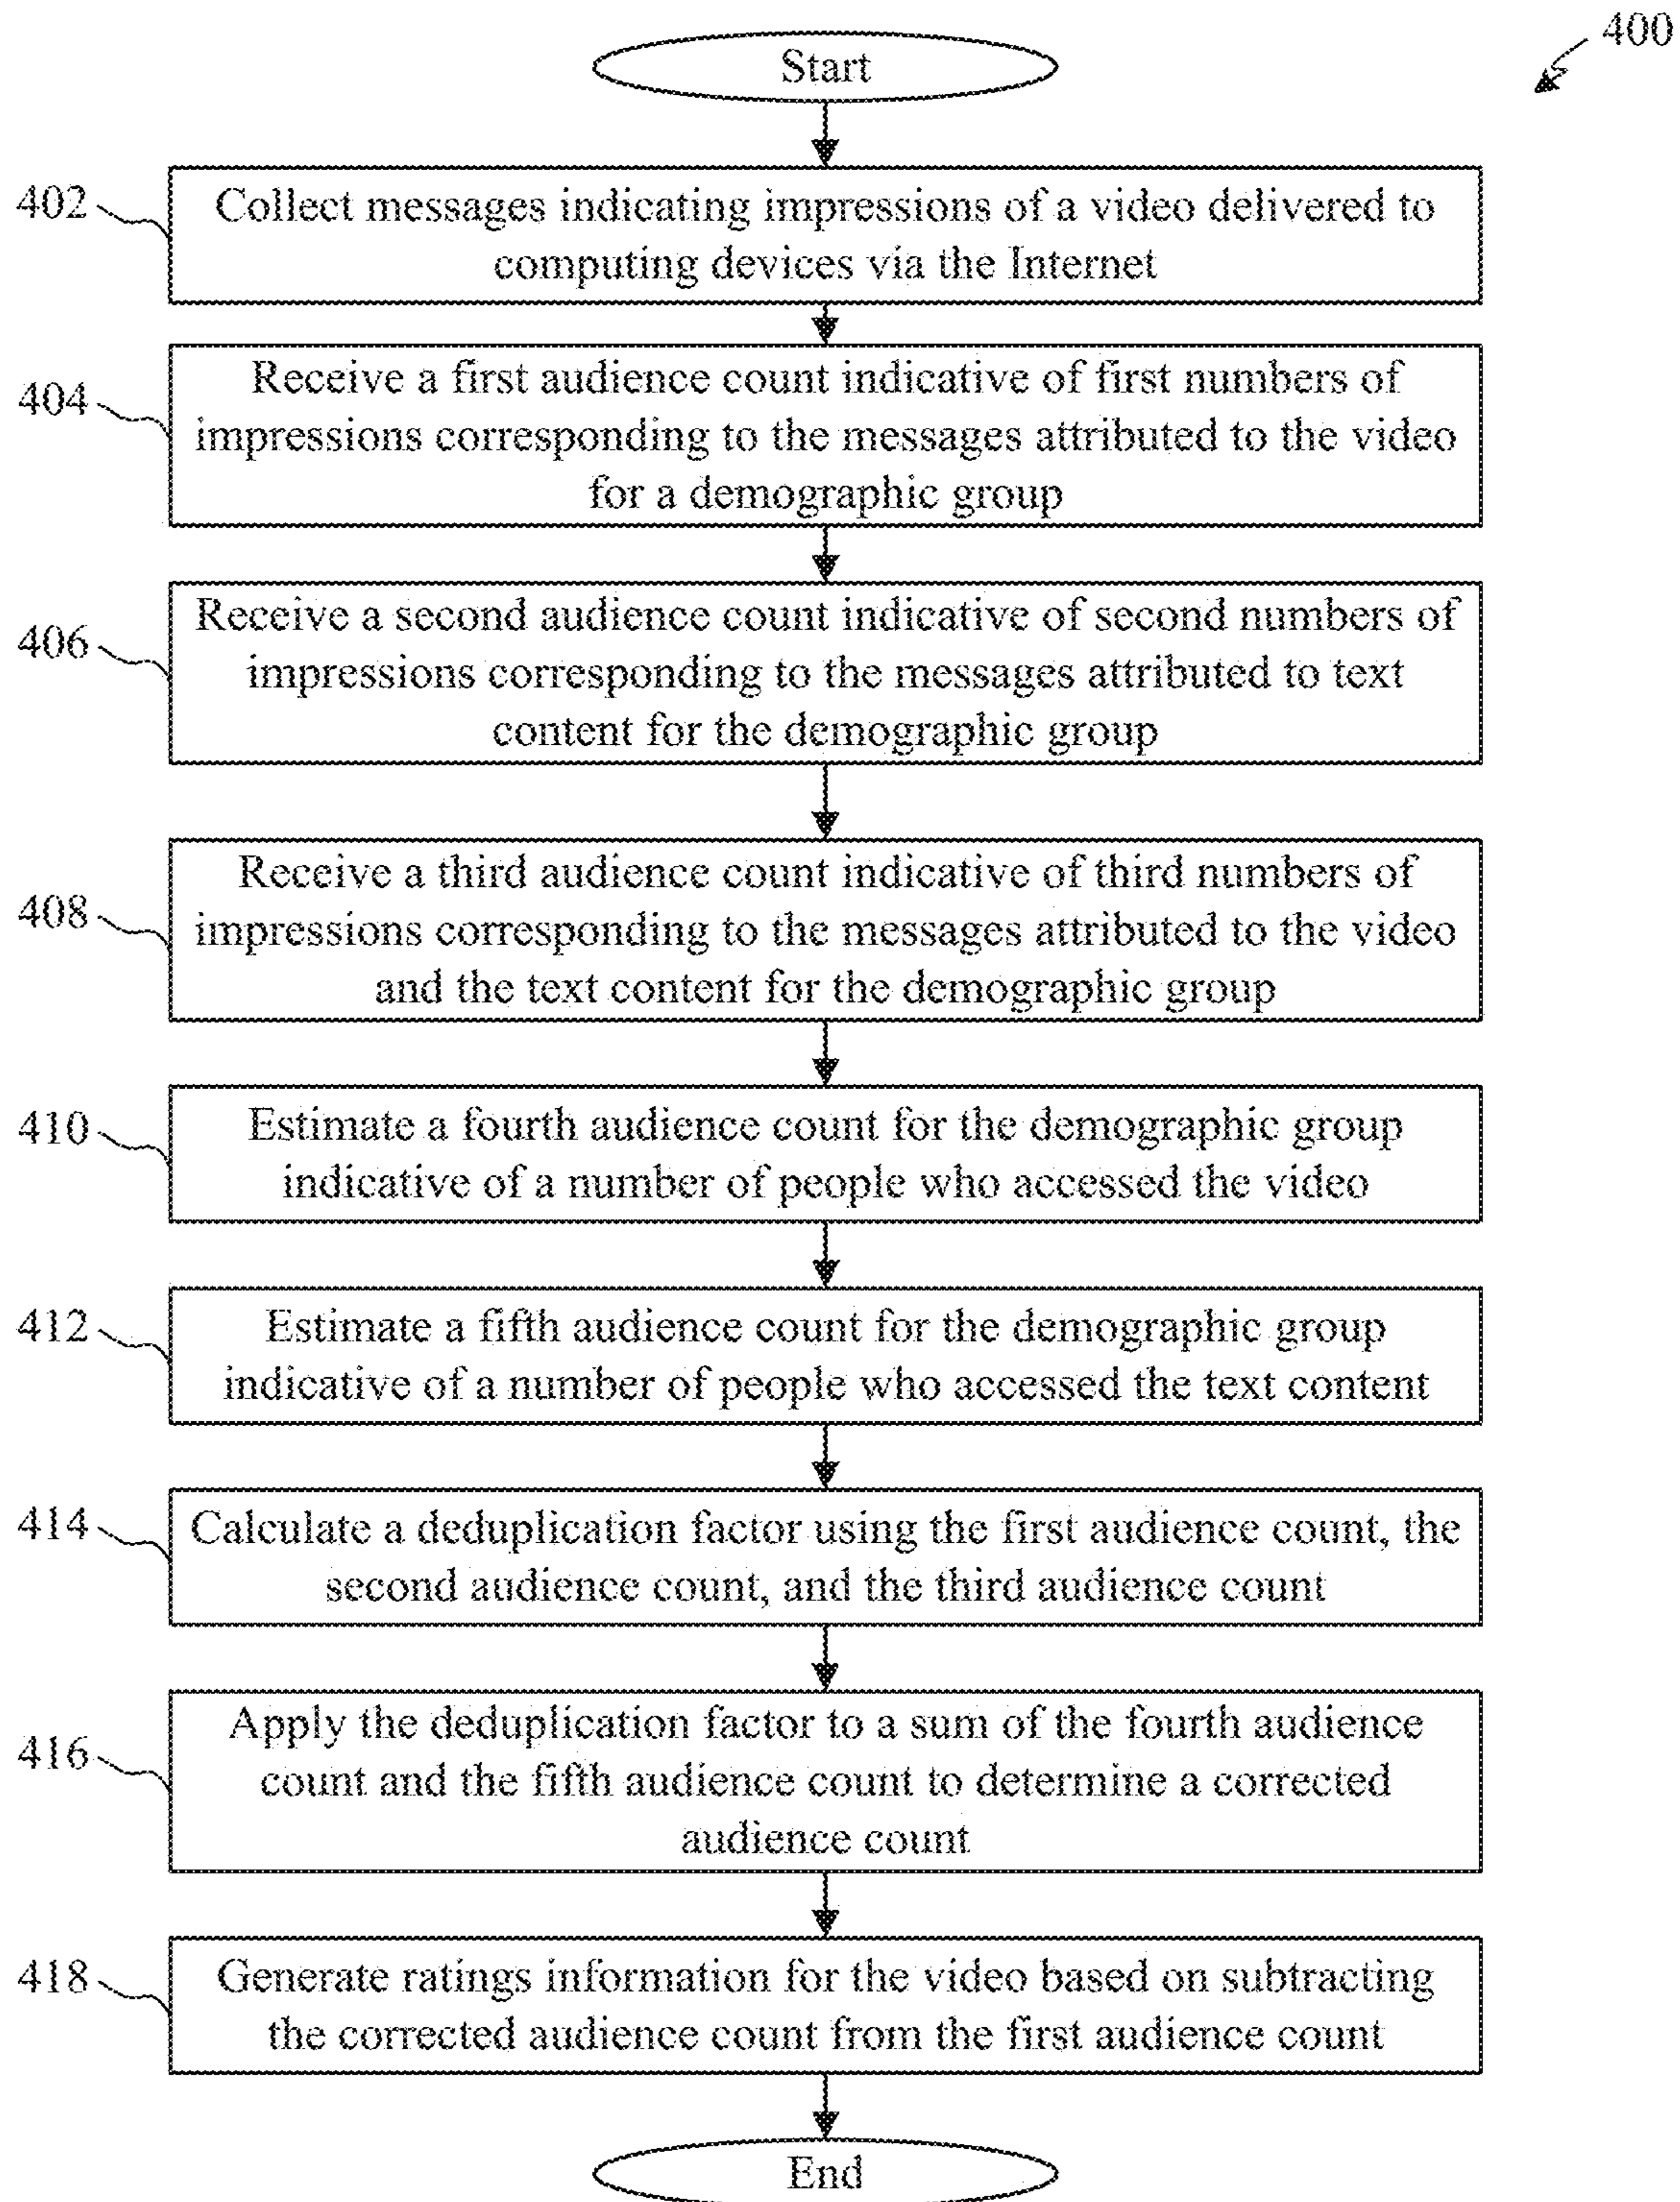 400
Start
402
Collect messages indicating impressions of a video delivered to
computing devices via the Internet
404
Receive a first audience count indicative of first numbers of
impressions corresponding to the messages attributed to the video
for a demographic group
406
Receive a second audience count indicative of second numbers of
impressions corresponding to the messages attributed to text
content for the demographic group
408
Receive a third audience count indicative of third numbers of
impressions corresponding to the messages attributed to the video
and the text content for the demographic group
410
Estimate a fourth audience count for the demographic group
indicative of a number of people who accessed the video
412
Estimate a fifth audience count for the demographic group
indicative of a number of people who accessed the text content
414
Calculate a deduplication factor using the first audience count, the
second audience count, and the third audience count
416
Apply the deduplication factor to a sum of the fourth audience
count and the fifth audience count to determine a corrected
audience count
418
Generate ratings information for the video based on subtracting
the corrected audience count from the first audience count
End